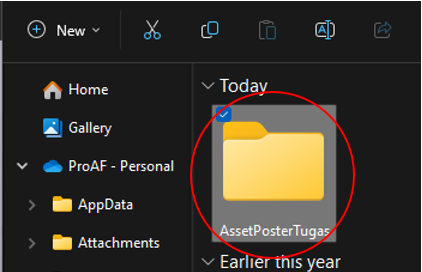 New
Home
Gallery
ProAF - Personal
AppData
Attachments
Today
AssetPosterTugas
Earlier this year